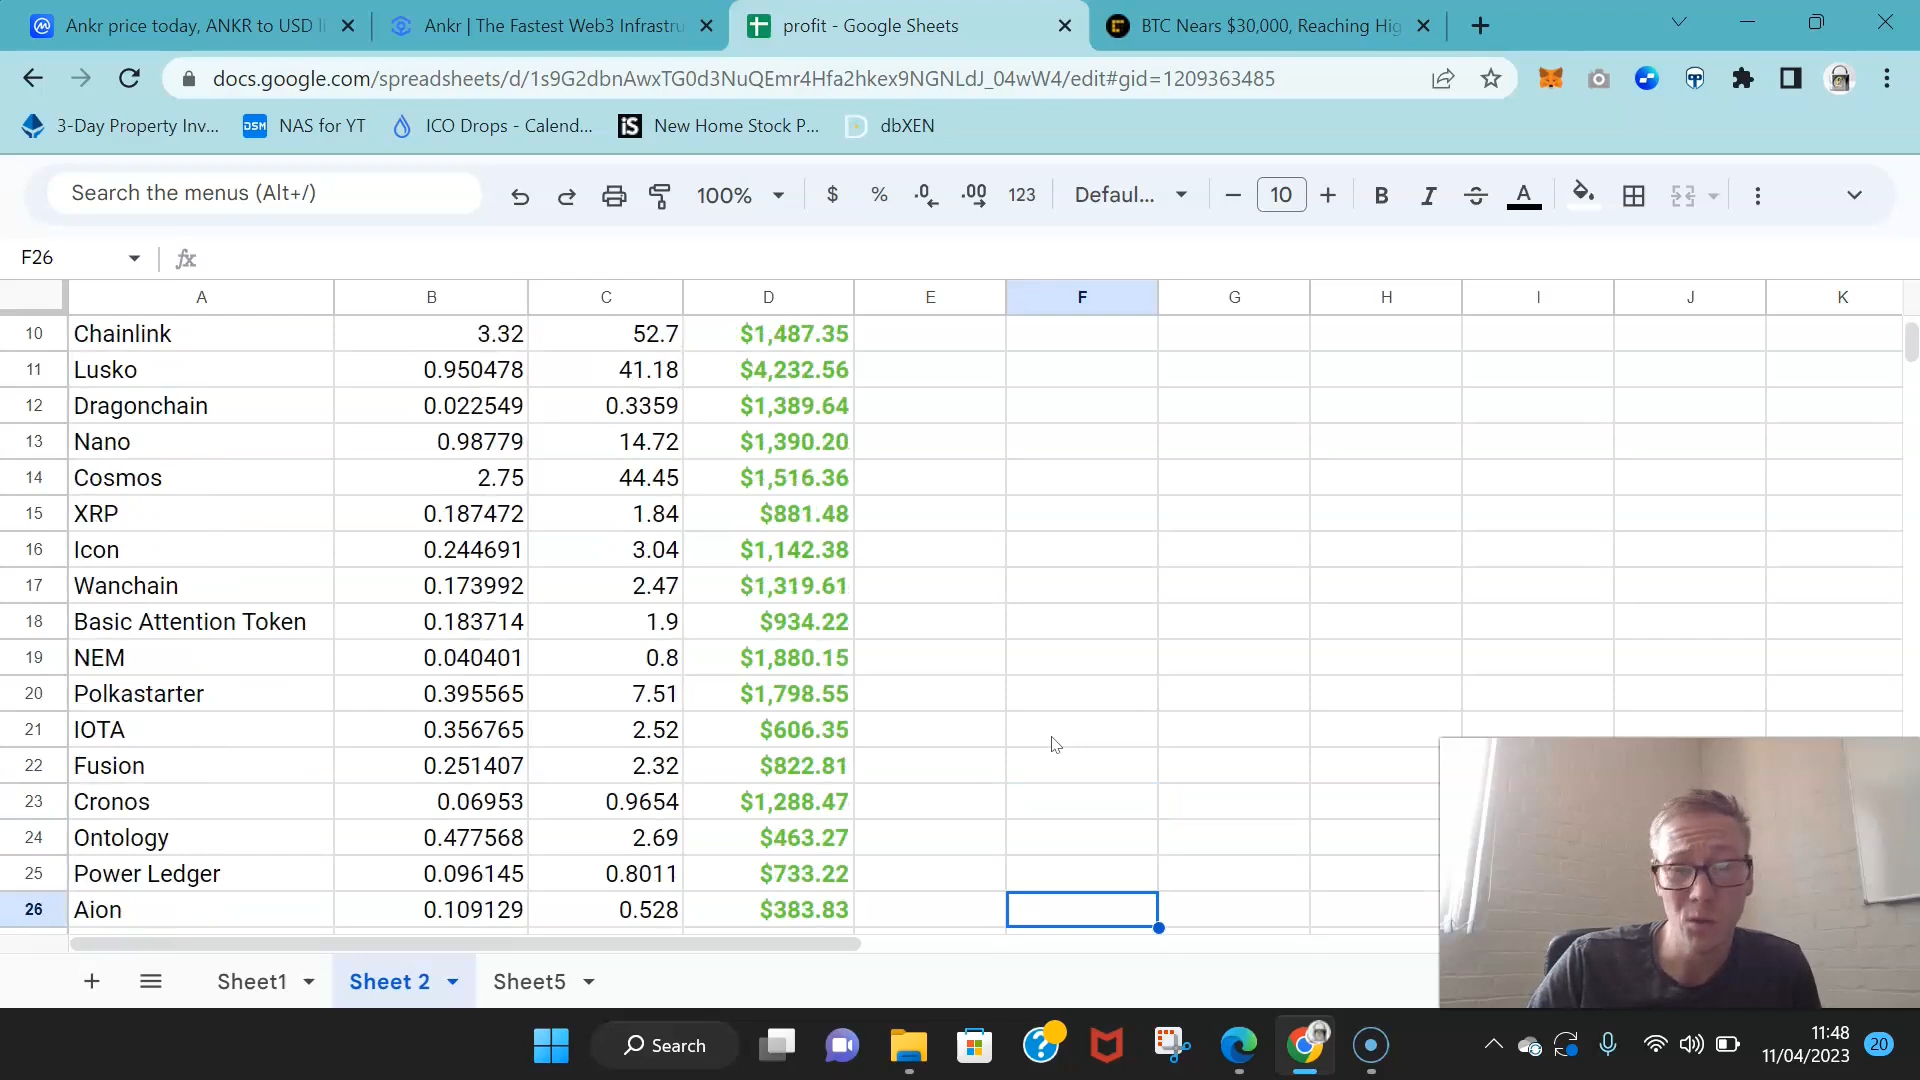 Ankr price today, ANKR to USD li
Ankr | The Fastest Web3 Infrastru
profit - Google Sheets
BTC Nears $30,000, Reaching Hig
docs.google.com/spreadsheets/d/1s9G2dbnAwxTG0d3NuQEmr4Hfa2hkex9NGNLdJ_04wW4/edit#gid=1209363485
3-Day Property Inv...
DSM NAS for YT
ICO Drops - Calend...
iS New Home Stock P...
dbXEN
Search the menus (Alt+/)
100%
$ % .0 .00 123
Defaul...
10
B I A
F26
fx
A B C D E F G H I J K
10 Chainlink 3.32 52.7 $1,487.35
11 Lusko 0.950478 41.18 $4,232.56
12 Dragonchain 0.022549 0.3359 $1,389.64
13 Nano 0.98779 14.72 $1,390.20
14 Cosmos 2.75 44.45 $1,516.36
15 XRP 0.187472 1.84 $881.48
16 Icon 0.244691 3.04 $1,142.38
17 Wanchain 0.173992 2.47 $1,319.61
18 Basic Attention Token 0.183714 1.9 $934.22
19 NEM 0.040401 0.8 $1,880.15
20 Polkastarter 0.395565 7.51 $1,798.55
21 IOTA 0.356765 2.52 $606.35
22 Fusion 0.251407 2.32 $822.81
23 Cronos 0.06953 0.9654 $1,288.47
24 Ontology 0.477568 2.69 $463.27
25 Power Ledger 0.096145 0.8011 $733.22
26 Aion 0.109129 0.528 $383.83
Sheet1
Sheet 2
Sheet5
Search
11:48
11/04/2023
20